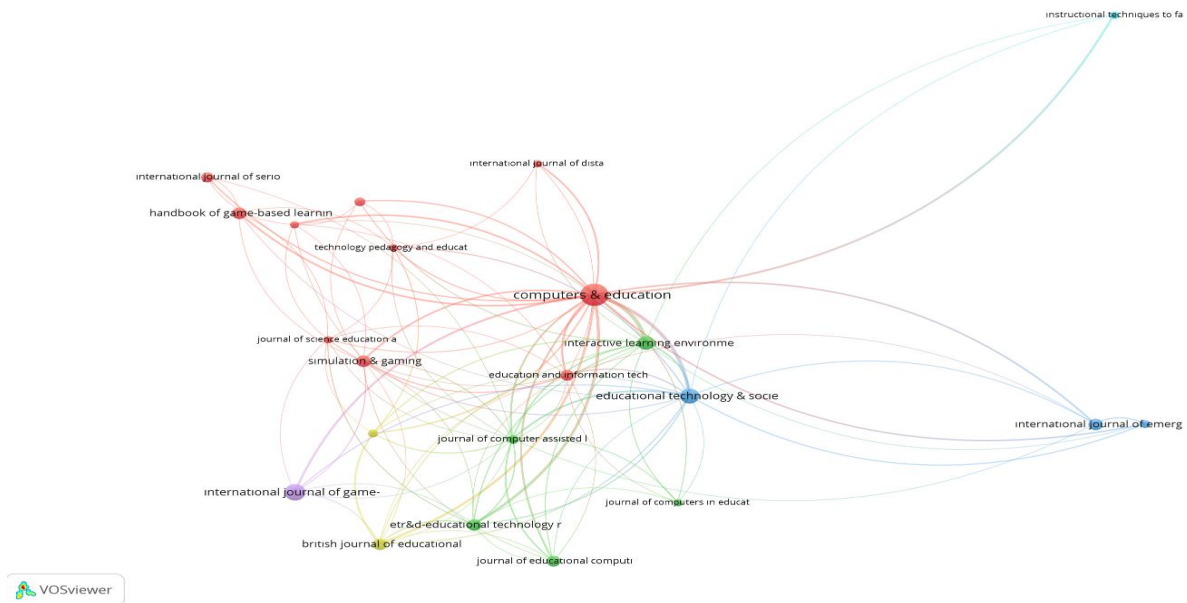 instructional techniques to fa
international journal of dista
international journal of serio
handbook of game-based learnin
technology pedagogy and educat
computers & education
journal of science education a
interactive learning environme
simulation & gaming
education and information tech
educational technology & socie
international journal of emerg
journal of computer assisted l
international journal of game-
journal of computers in educat
etr&d-educational technology r
british journal of educational
journal of educational computi
VOSviewer